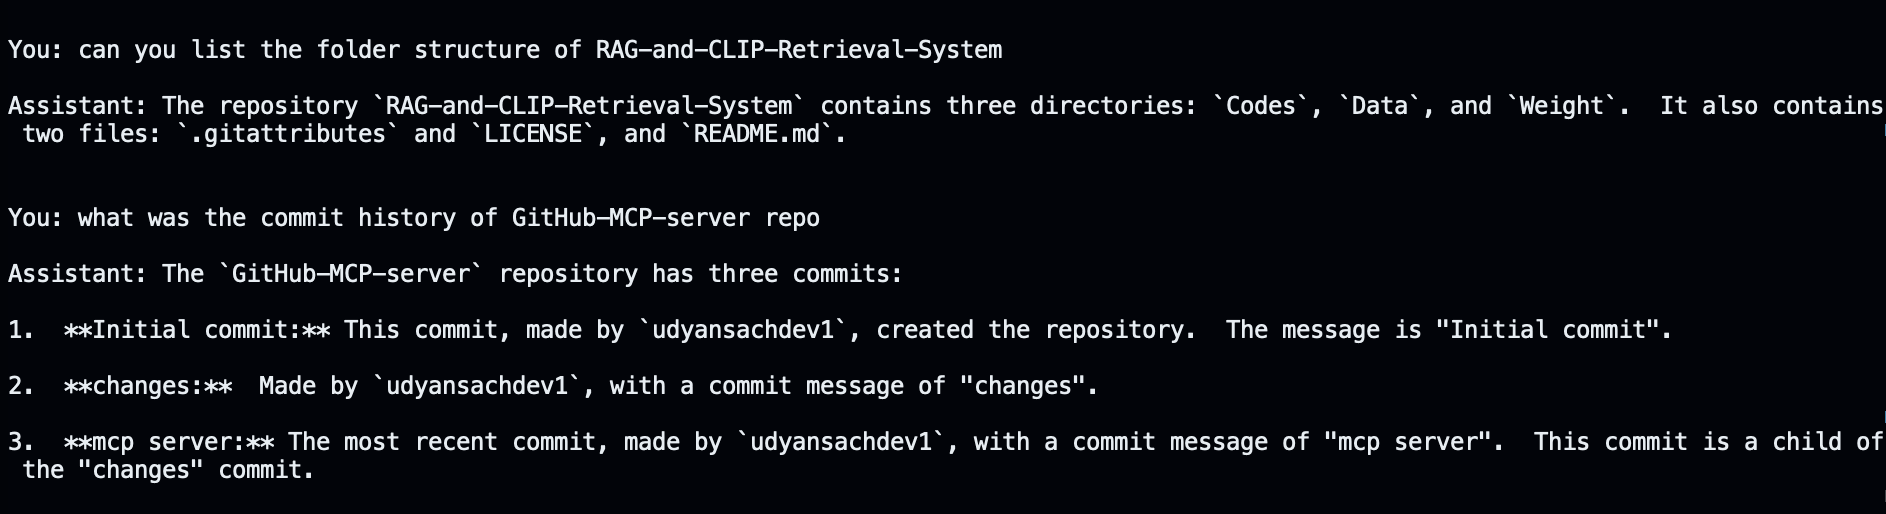 You: can you list the folder structure of RAG-and-CLIP-Retrieval-System
Assistant: The repository `RAG-and-CLIP-Retrieval-System` contains three directories: `Codes`, `Data`, and `Weight`.  It also contains
two files: `.gitattributes` and `LICENSE`, and `README.md`.
You: what was the commit history of GitHub-MCP-server repo
Assistant: The `GitHub-MCP-server` repository has three commits:
1.  **Initial commit:** This commit, made by `udyansachdev1`, created the repository.  The message is "Initial commit".
2.  **changes:**  Made by `udyansachdev1`, with a commit message of "changes".
3.  **mcp server:** The most recent commit, made by `udyansachdev1`, with a commit message of "mcp server".  This commit is a child of
the "changes" commit.